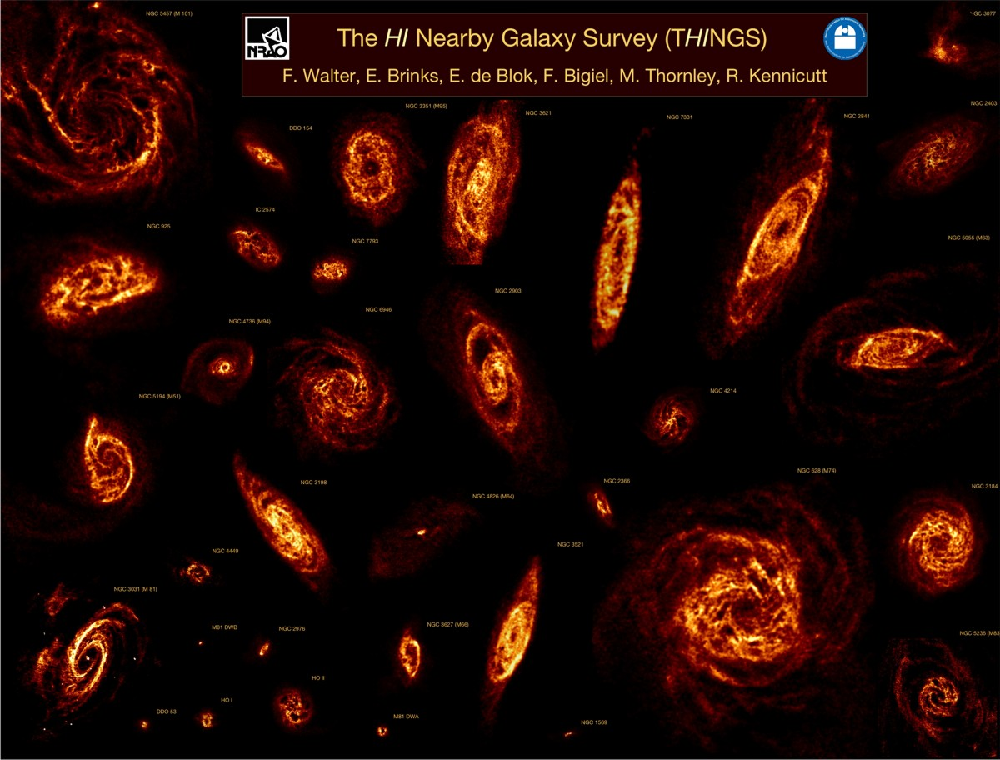 NGC 5457 (M 101)
NRAO
The HI Nearby Galaxy Survey (THINGS)
F. Walter, E. Brinks, E. de Blok, F. Bigiel, M. Thornley, R. Kennicutt
NGC 3077
NGC 3351 (M95)
NGC 3621
NGC 7331
NGC 2841
NGC 2403
DDO 154
IC 2574
NGC 925
NGC 7793
NGC 5055 (M63)
NGC 2903
NGC 6946
NGC 4736 (M94)
NGC 5194 (M51)
NGC 4214
NGC 628 (M74)
NGC 3198
NGC 2366
NGC 3184
NGC 4826 (M64)
NGC 3521
NGC 4449
NGC 3031 (M 81)
M81 DWB
NGC 2976
NGC 3627 (M66)
NGC 5236 (M83
HO II
HO I
DDO 53
M81 DWA
NGC 1569